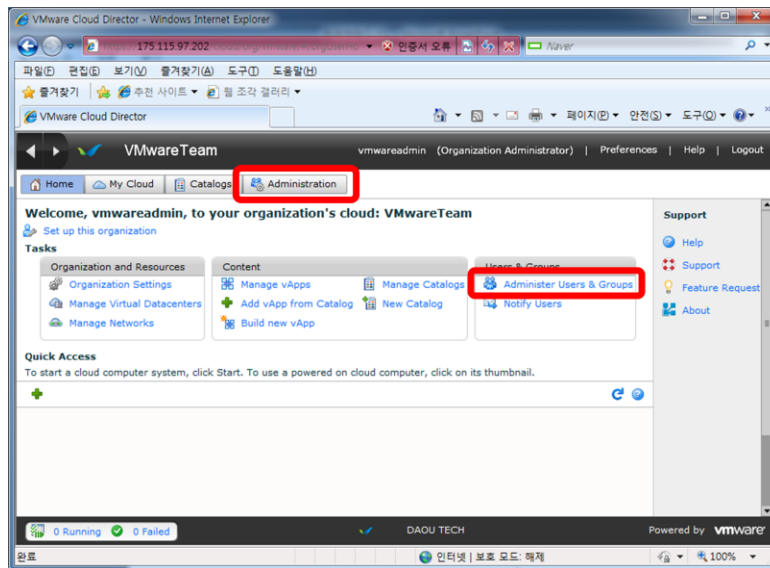 VMware Cloud Director - Windows Internet Explorer
175.115.97.202 인증서 오류 Naver
파일(F) 편집(E) 보기(V) 즐겨찾기(A) 도구(T) 도움말(H)
즐겨찾기 추천 사이트 웹 조각 갤러리
VMware Cloud Director 페이지(P) 안전(S) 도구(O)
VMwareTeam vmwareadmin (Organization Administrator) | Preferences | Help | Logout
Home My Cloud Catalogs Administration
Welcome, vmwareadmin, to your organization's cloud: VMwareTeam
Set up this organization
Tasks
Organization and Resources
Organization Settings
Manage Virtual Datacenters
Manage Networks
Content
Manage vApps Manage Catalogs
Add vApp from Catalog New Catalog
Build new vApp
Users & Groups
Administer Users & Groups
Notify Users
Support
Help
Support
Feature Request
About
Quick Access
To start a cloud computer system, click Start. To use a powered on cloud computer, click on its thumbnail.
0 Running 0 Failed DAOU TECH Powered by vmware
완료 인터넷 | 보호 모드: 해제 100%